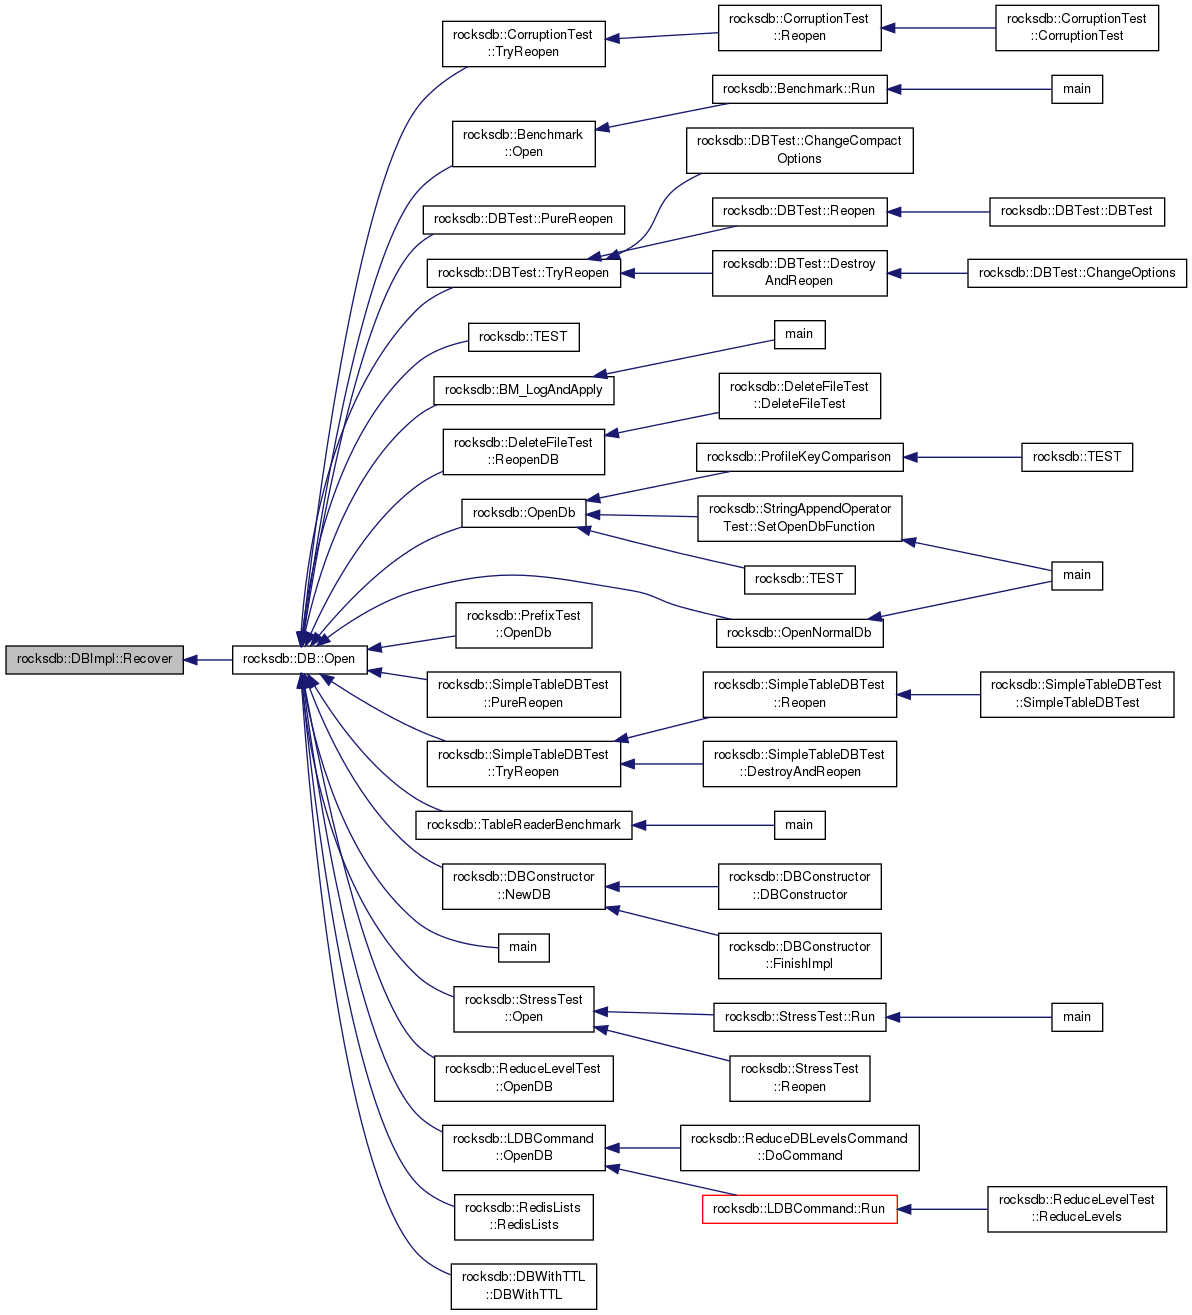 rocksdb::CorruptionTest
::TryReopen
rocksdb::CorruptionTest
::Reopen
rocksdb::CorruptionTest
::CorruptionTest
rocksdb::Benchmark::Run
main
rocksdb::Benchmark
::Open
rocksdb::DBTest::ChangeCompact
Options
rocksdb::DBTest::PureReopen
rocksdb::DBTest::Reopen
rocksdb::DBTest::DBTest
rocksdb::DBTest::TryReopen
rocksdb::DBTest::Destroy
AndReopen
rocksdb::DBTest::ChangeOptions
rocksdb::TEST
main
rocksdb::BM_LogAndApply
rocksdb::DeleteFileTest
::DeleteFileTest
rocksdb::DeleteFileTest
::ReopenDB
rocksdb::ProfileKeyComparison
rocksdb::TEST
rocksdb::OpenDb
rocksdb::StringAppendOperator
Test::SetOpenDbFunction
rocksdb::TEST
main
rocksdb::PrefixTest
::OpenDb
rocksdb::OpenNormalDb
rocksdb::DBImpl::Recover
rocksdb::DB::Open
rocksdb::SimpleTableDBTest
::PureReopen
rocksdb::SimpleTableDBTest
::Reopen
rocksdb::SimpleTableDBTest
::SimpleTableDBTest
rocksdb::SimpleTableDBTest
::TryReopen
rocksdb::SimpleTableDBTest
::DestroyAndReopen
rocksdb::TableReaderBenchmark
main
rocksdb::DBConstructor
::NewDB
rocksdb::DBConstructor
::DBConstructor
main
rocksdb::DBConstructor
::FinishImpl
rocksdb::StressTest
::Open
rocksdb::StressTest::Run
main
rocksdb::ReduceLevelTest
::OpenDB
rocksdb::StressTest
::Reopen
rocksdb::LDBCommand
::OpenDB
rocksdb::ReduceDBLevelsCommand
::DoCommand
rocksdb::RedisLists
::RedisLists
rocksdb::LDBCommand::Run
rocksdb::ReduceLevelTest
::ReduceLevels
rocksdb::DBWithTTL
::DBWithTTL